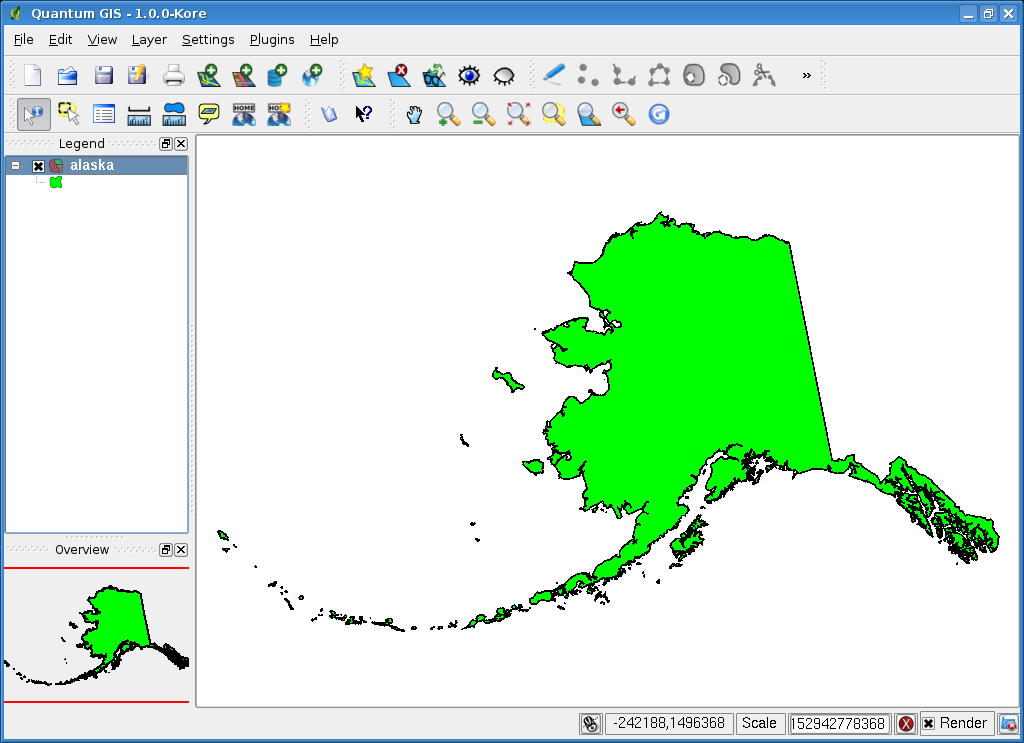 Quantum GIS - 1.0.0-Kore
File Edit View Layer Settings Plugins Help
»
HOME HO
Legend
alaska
Overview
-242188,1496368 Scale 152942778368 Render